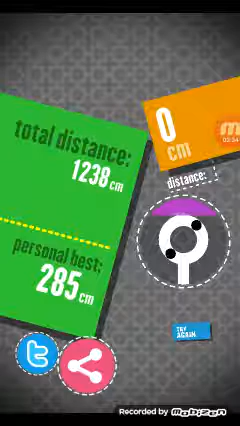 total distance:
1238 cm
personal best:
285 cm
0
cm
distance:
TRY
AGAIN
Recorded by mobizen